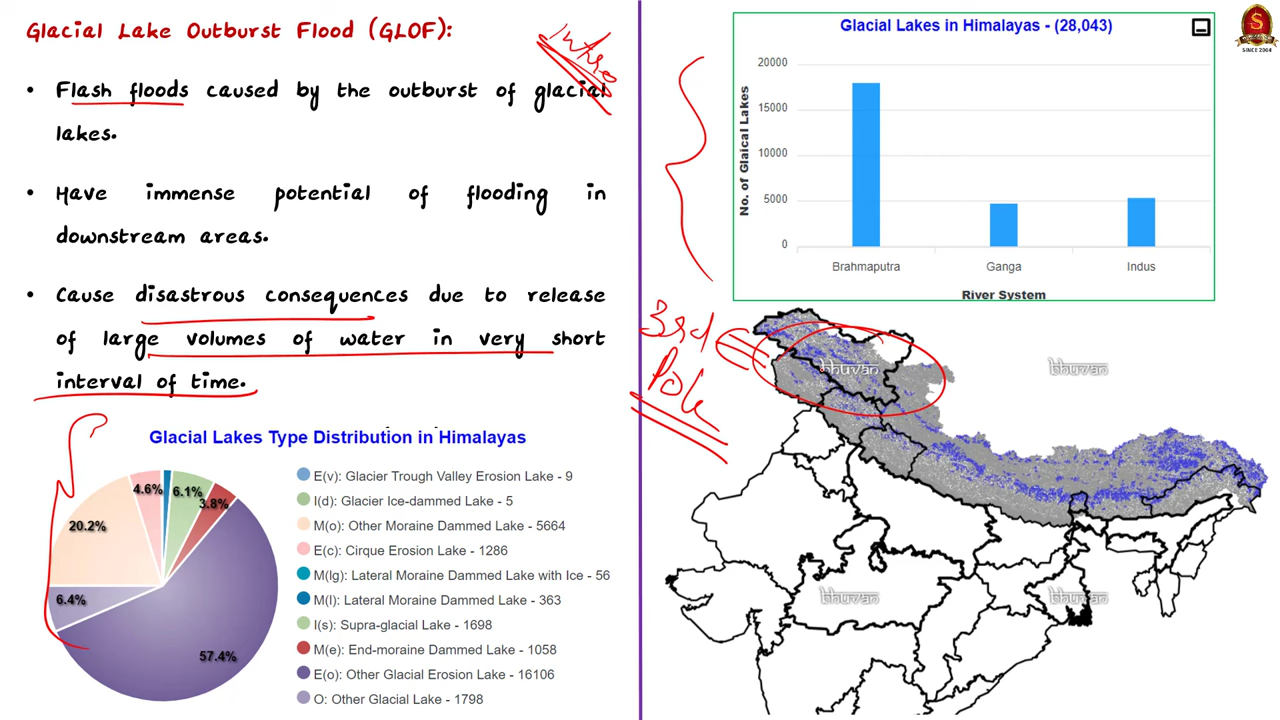 Glacial Lake Outburst Flood (GLOF):
Intro
• Flash floods caused by the outburst of glacial
lakes.
• Have immense potential of flooding in
downstream areas.
• Cause disastrous consequences due to release
of large volumes of water in very short
interval of time.
Glacial Lakes Type Distribution in Himalayas
4.6%
6.1%
3.8%
20.2%
6.4%
57.4%
E(v): Glacier Trough Valley Erosion Lake - 9
I(d): Glacier Ice-dammed Lake - 5
M(o): Other Moraine Dammed Lake - 5664
E(c): Cirque Erosion Lake - 1286
M(lg): Lateral Moraine Dammed Lake with Ice - 56
M(l): Lateral Moraine Dammed Lake - 363
I(s): Supra-glacial Lake - 1698
M(e): End-moraine Dammed Lake - 1058
E(o): Other Glacial Erosion Lake - 16106
O: Other Glacial Lake - 1798
Glacial Lakes in Himalayas - (28,043)
No. of Glaical Lakes
20000
15000
10000
5000
0
Brahmaputra Ganga Indus
River System
3rd
Pole
bhuvan
bhuvan
bhuvan
bhuvan
S
SINCE 2004